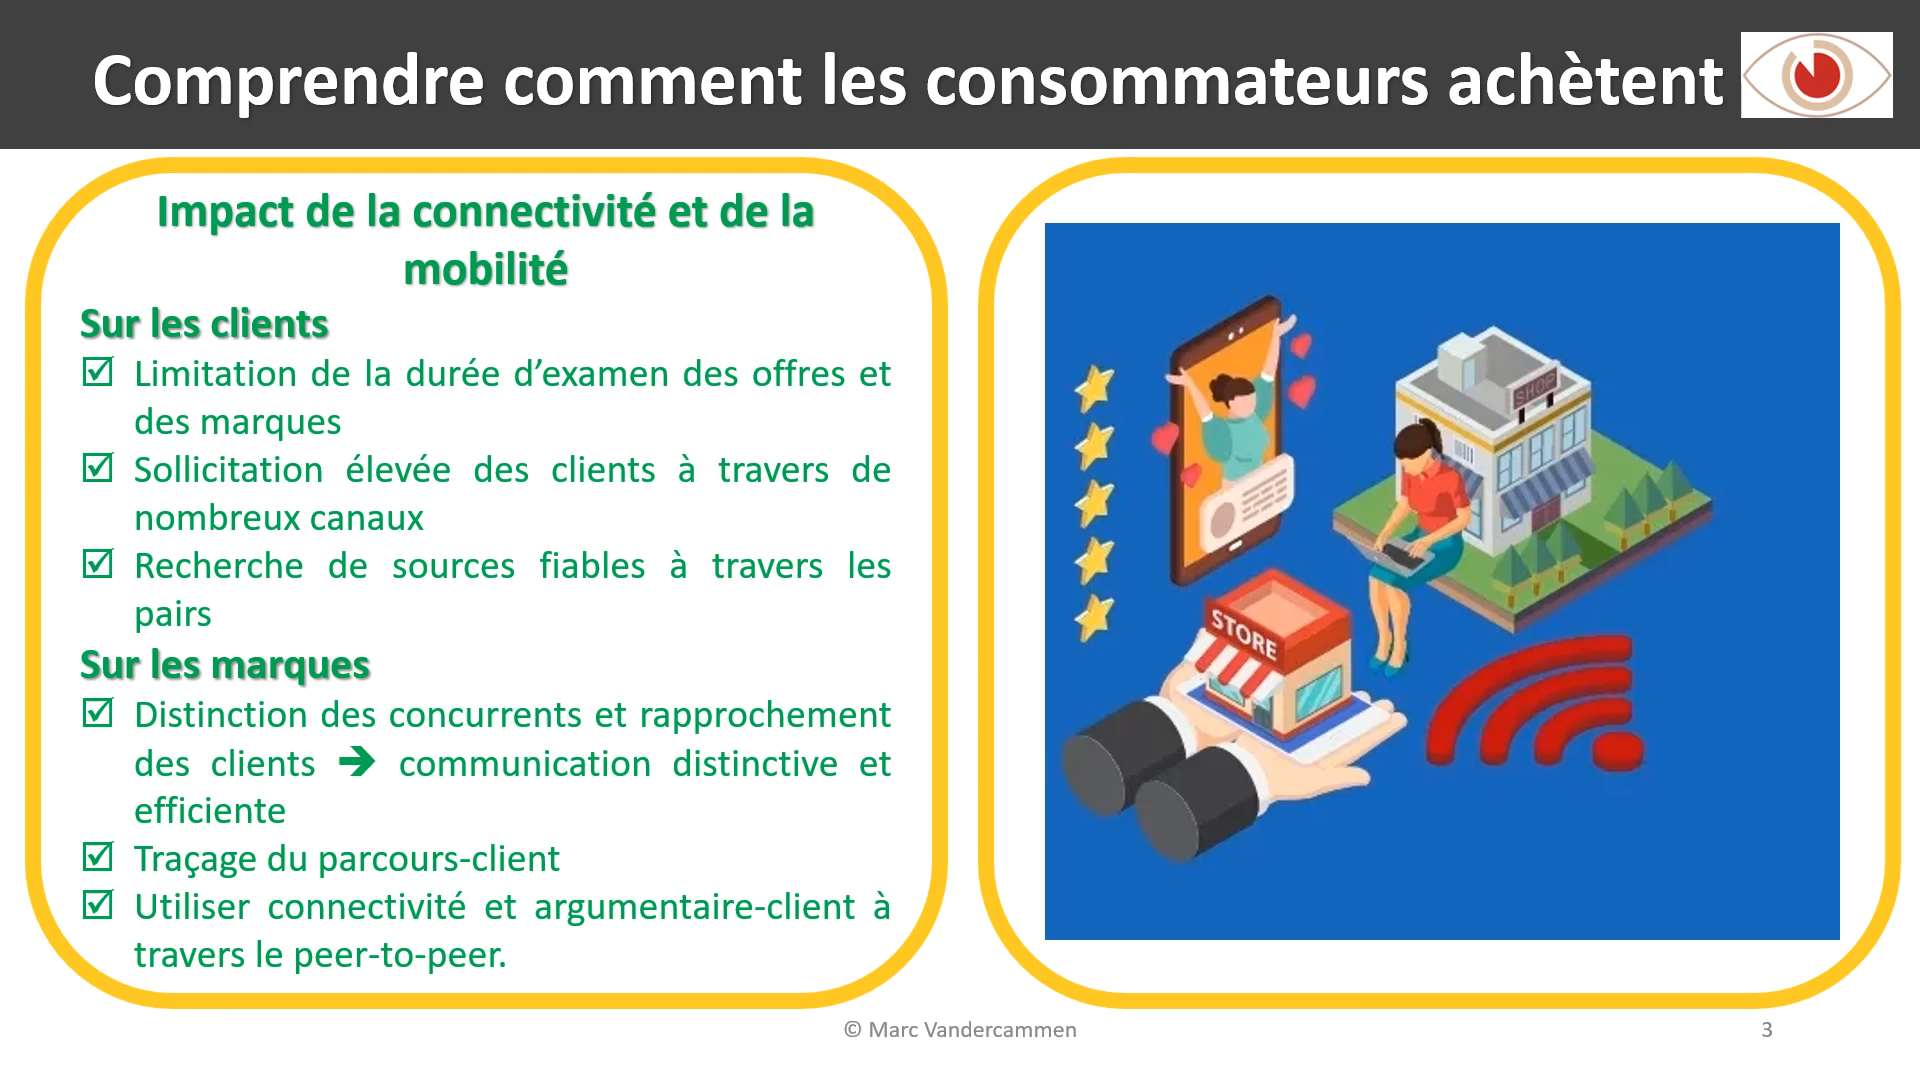 Comprendre comment les consommateurs achètent
Impact de la connectivité et de la
mobilité
Sur les clients
Limitation de la durée d’examen des offres et
des marques
Sollicitation élevée des clients à travers de
nombreux canaux
Recherche de sources fiables à travers les
pairs
Sur les marques
Distinction des concurrents et rapprochement
des clients ➔ communication distinctive et
efficiente
Traçage du parcours-client
Utiliser connectivité et argumentaire-client à
travers le peer-to-peer.
SHOP
STORE
© Marc Vandercammen
3